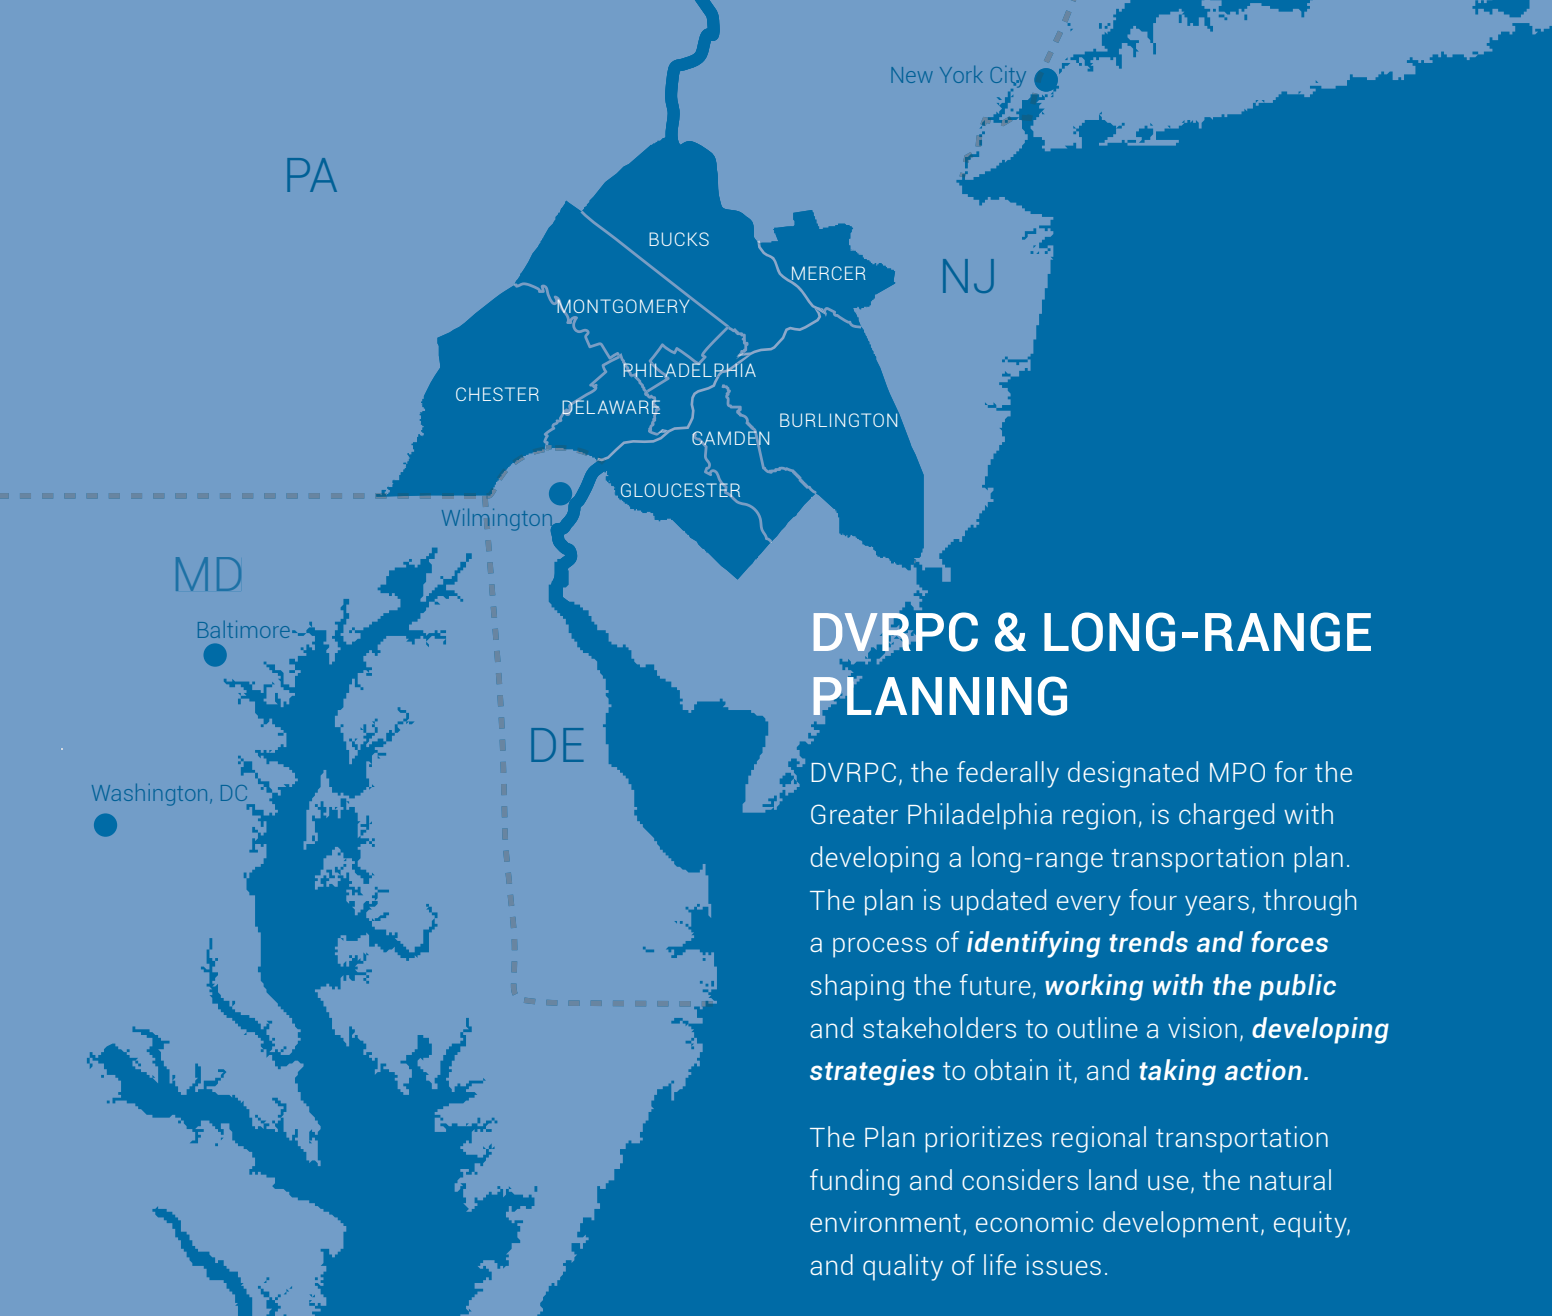 New York City
PA
BUCKS
MERCER
NJ
MONTGOMERY
PHILADELPHIA
CHESTER
DELAWARE
BURLINGTON
CAMDEN
GLOUCESTER
Wilmington
MD
Baltimore
DE
Washington, DC
DVRPC & LONG-RANGE
PLANNING
DVRPC, the federally designated MPO for the
Greater Philadelphia region, is charged with
developing a long-range transportation plan.
The plan is updated every four years, through
a process of identifying trends and forces
shaping the future, working with the public
and stakeholders to outline a vision, developing
strategies to obtain it, and taking action.
The Plan prioritizes regional transportation
funding and considers land use, the natural
environment, economic development, equity,
and quality of life issues.